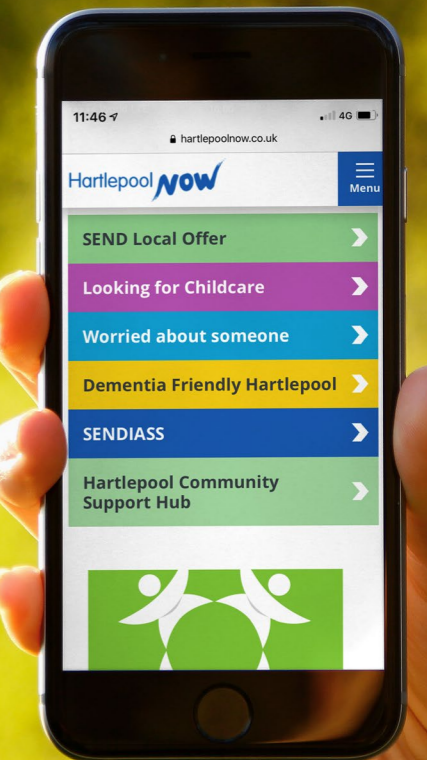 11:46
4G
hartlepoolnow.co.uk
Hartlepool NOW
Menu
SEND Local Offer
Looking for Childcare
Worried about someone
Dementia Friendly Hartlepool
SENDIASS
Hartlepool Community
Support Hub